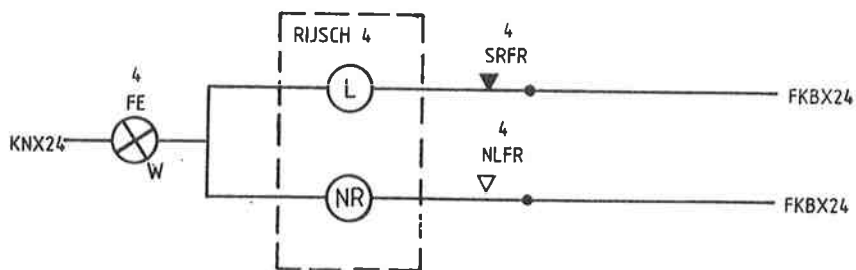 RIJSCH 4
4
SRFR
4
FE
L
FKBX24
KNX24
W
4
NLFR
NR
FKBX24